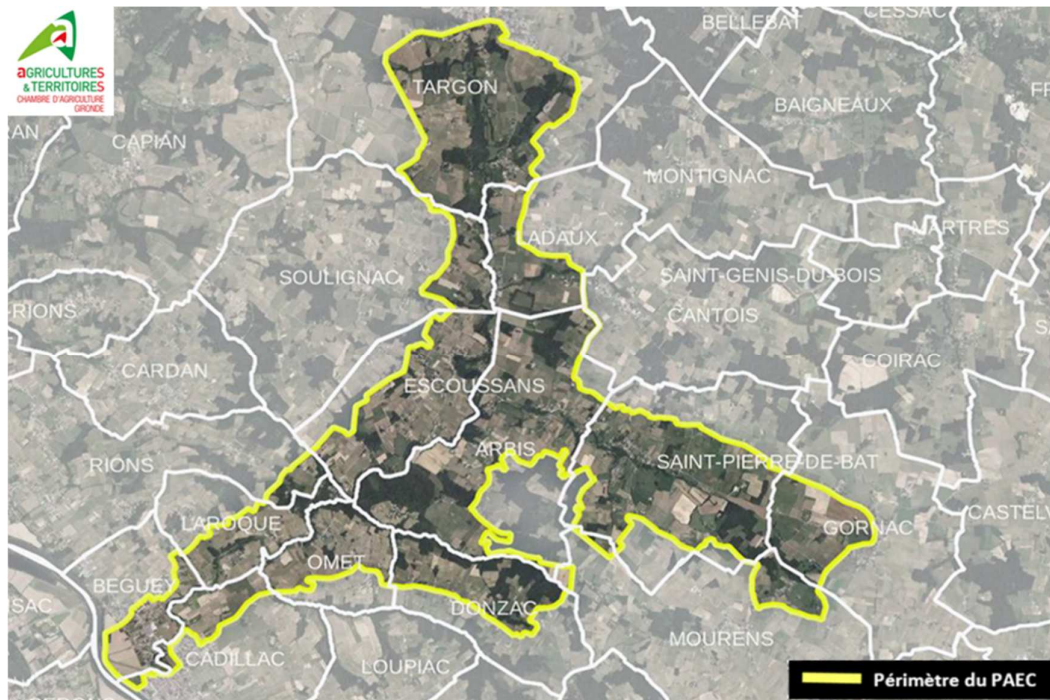 AGRICULTURES
& TERRITOIRES
CHAMBRE D'AGRICULTURE
GIRONDE
BELLEBAT
CESSAC
TARGON
BAIGNEAUX
CAPIAN
MONTIGNAC
LADAUX
MARTRES
SOULIGNAC
SAINT-GENIS-DU-BOIS
RIONS
CANTOIS
CARDAN
COIRAC
ESCOUSSANS
ARBIS
RIONS
SAINT-PIERRE-DE-BAT
LAROQUE
GORNAC
CASTELV
OMET
BEGUEY
DONZAC
MOURENS
CADILLAC
LOUPIAC
Périmètre du PAEC